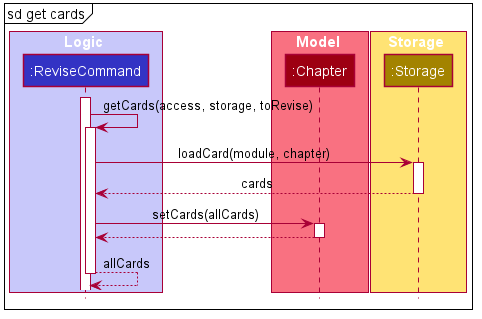 sd get cards
Logic
Model
Storage
:ReviseCommand
:Chapter
:Storage
getCards(access, storage, toRevise)
loadCard(module, chapter)
cards
setCards(allCards)
allCards